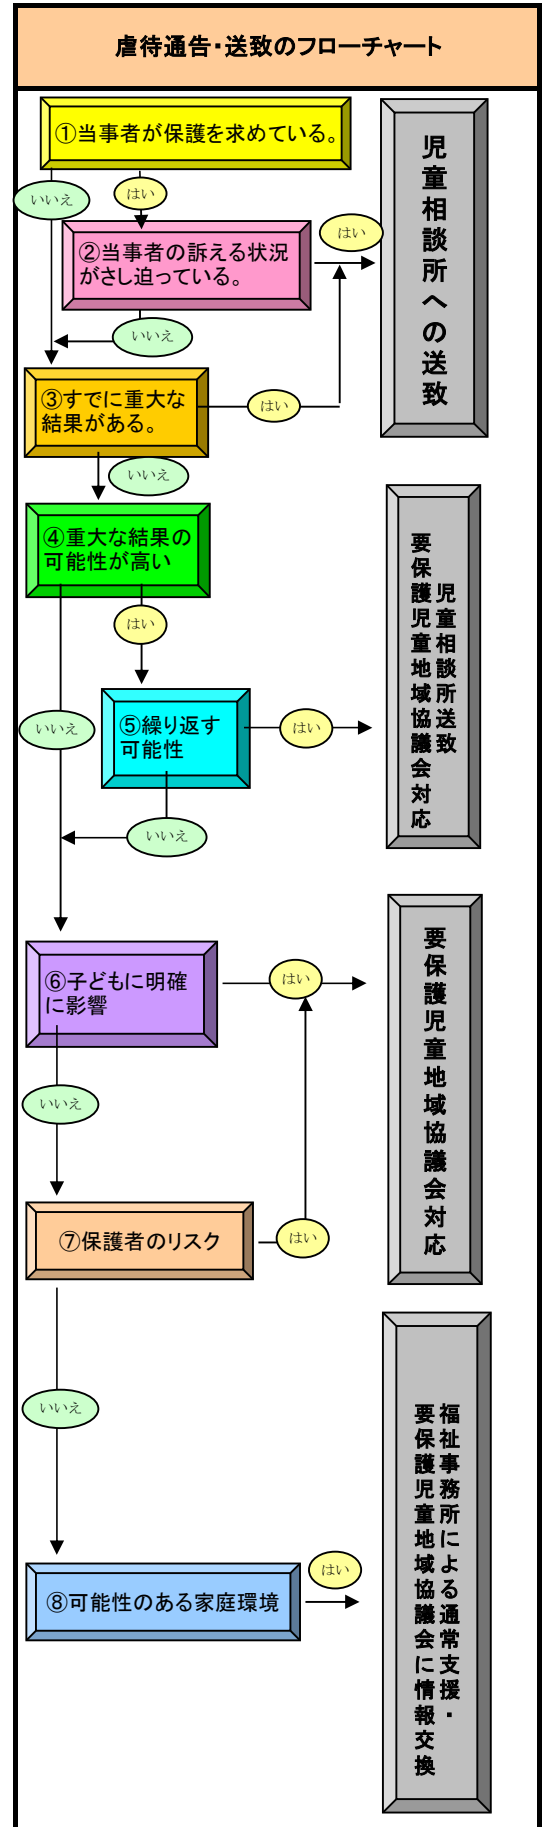 虐待通告・送致のフローチャート
①当事者が保護を求めている。
いいえ
はい
②当事者の訴える状況
がさし迫っている。
はい
いいえ
児童相談所への送致
③すでに重大な
結果がある。
はい
いいえ
④重大な結果の
可能性が高い
はい
いいえ
⑤繰り返す
可能性
はい
いいえ
児童相談所送致
要保護児童地域協議会対応
⑥子どもに明確
に影響
はい
いいえ
要保護児童地域協議会対応
⑦保護者のリスク
はい
いいえ
⑧可能性のある家庭環境
はい
福祉事務所による通常支援・
要保護児童地域協議会に情報交換